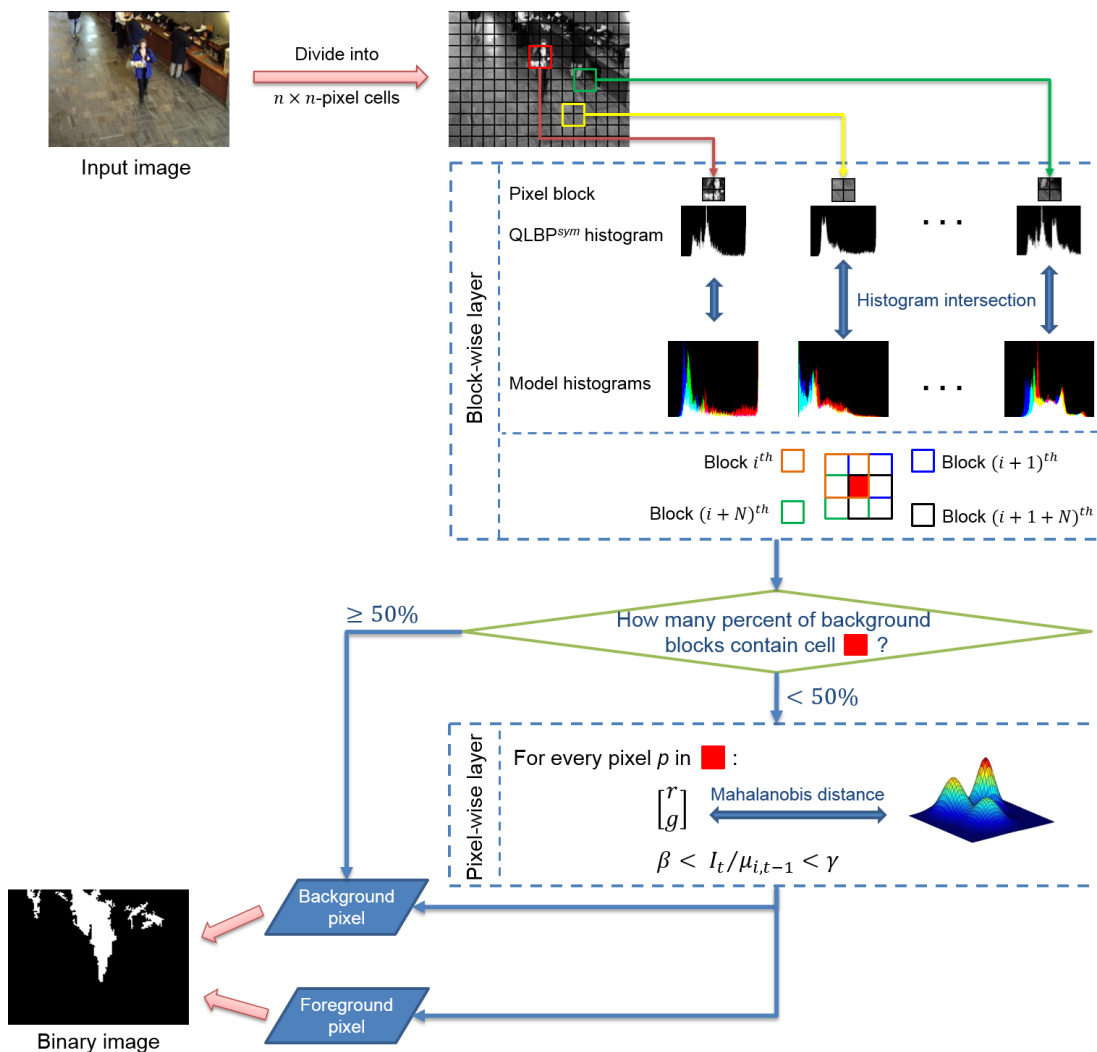 Divide into
n × n-pixel cells
Input image
Block-wise layer
Pixel block
QLBP^sym histogram
. . .
Histogram intersection
Model histograms
. . .
Block i^th
Block (i + 1)^th
Block (i + N)^th
Block (i + 1 + N)^th
≥ 50%
How many percent of background
blocks contain cell ?
< 50%
Pixel-wise layer
For every pixel p in :
[r
g]
Mahalanobis distance
β < I_t/μ_{i,t−1} < γ
Background
pixel
Foreground
pixel
Binary image